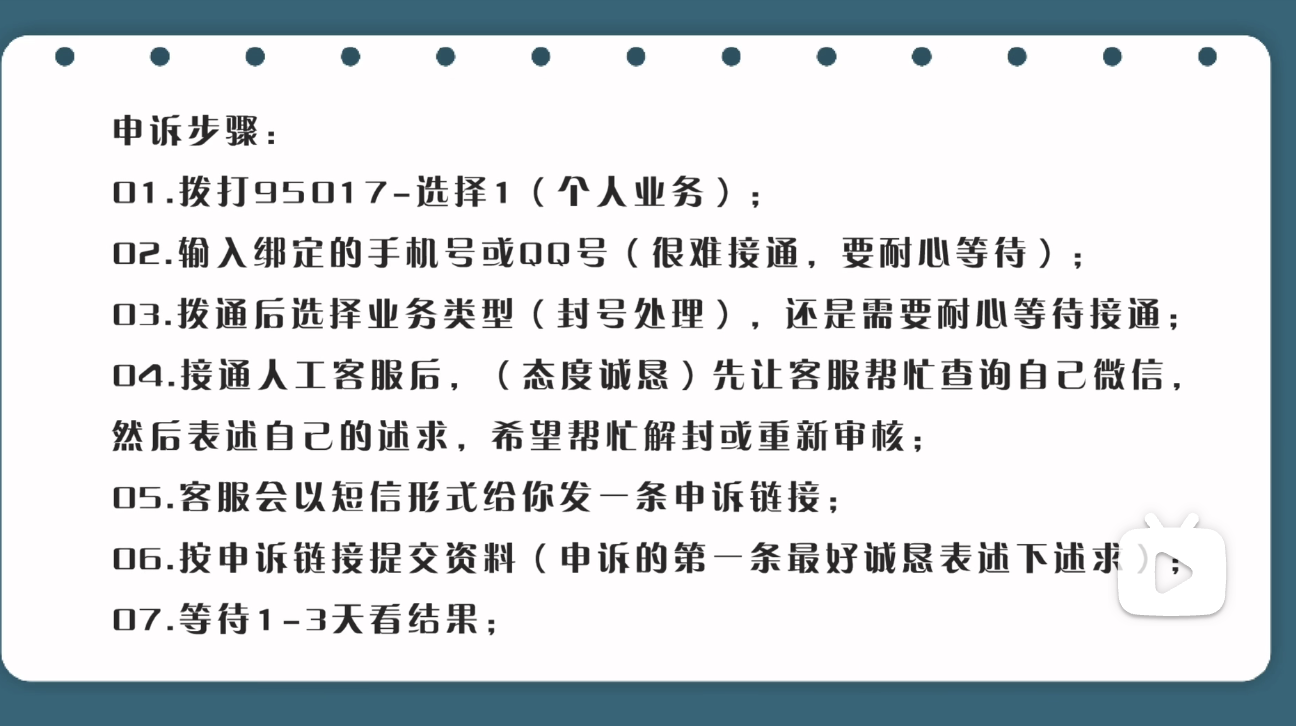 申诉步骤：
01.拨打95017-选择1（个人业务）；
02.输入绑定的手机号或QQ号（很难接通，要耐心等待）；
03.拨通后选择业务类型（封号处理），还是需要耐心等待接通；
04.接通人工客服后，（态度诚恳）先让客服帮忙查询自己微信，
然后表述自己的述求，希望帮忙解封或重新审核；
05.客服会以短信形式给你发一条申诉链接；
06.按申诉链接提交资料（申诉的第一条最好诚恳表述下述求）；
07.等待1-3天看结果；